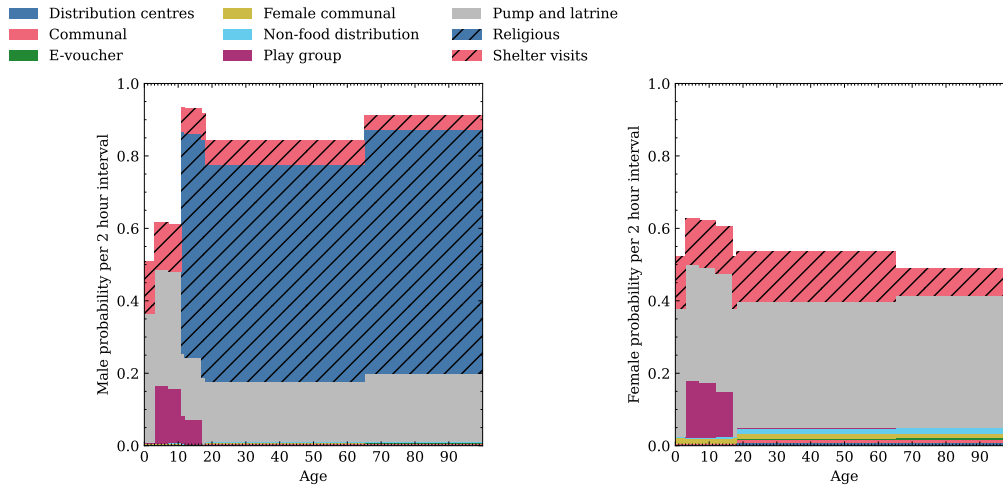 Distribution centres
Communal
E-voucher
Female communal
Non-food distribution
Play group
Pump and latrine
Religious
Shelter visits
Male probability per 2 hour interval
1.0
0.8
0.6
0.4
0.2
0.0
0 10 20 30 40 50 60 70 80 90
Age
Female probability per 2 hour interval
1.0
0.8
0.6
0.4
0.2
0.0
0 10 20 30 40 50 60 70 80 90
Age